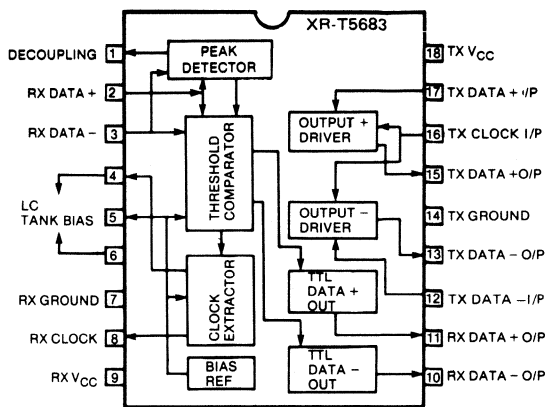 XR-T5683
DECOUPLING 1
RX DATA + 2
RX DATA - 3
4
LC
TANK BIAS
5
6
RX GROUND 7
RX CLOCK 8
RX VCC 9
PEAK
DETECTOR
THRESHOLD
COMPARATOR
CLOCK
EXTRACTOR
BIAS
REF
OUTPUT +
DRIVER
OUTPUT -
DRIVER
TTL
DATA +
OUT
TTL
DATA -
OUT
18 TX VCC
17 TX DATA + I/P
16 TX CLOCK I/P
15 TX DATA +O/P
14 TX GROUND
13 TX DATA - O/P
12 TX DATA -I/P
11 RX DATA + O/P
10 RX DATA - O/P